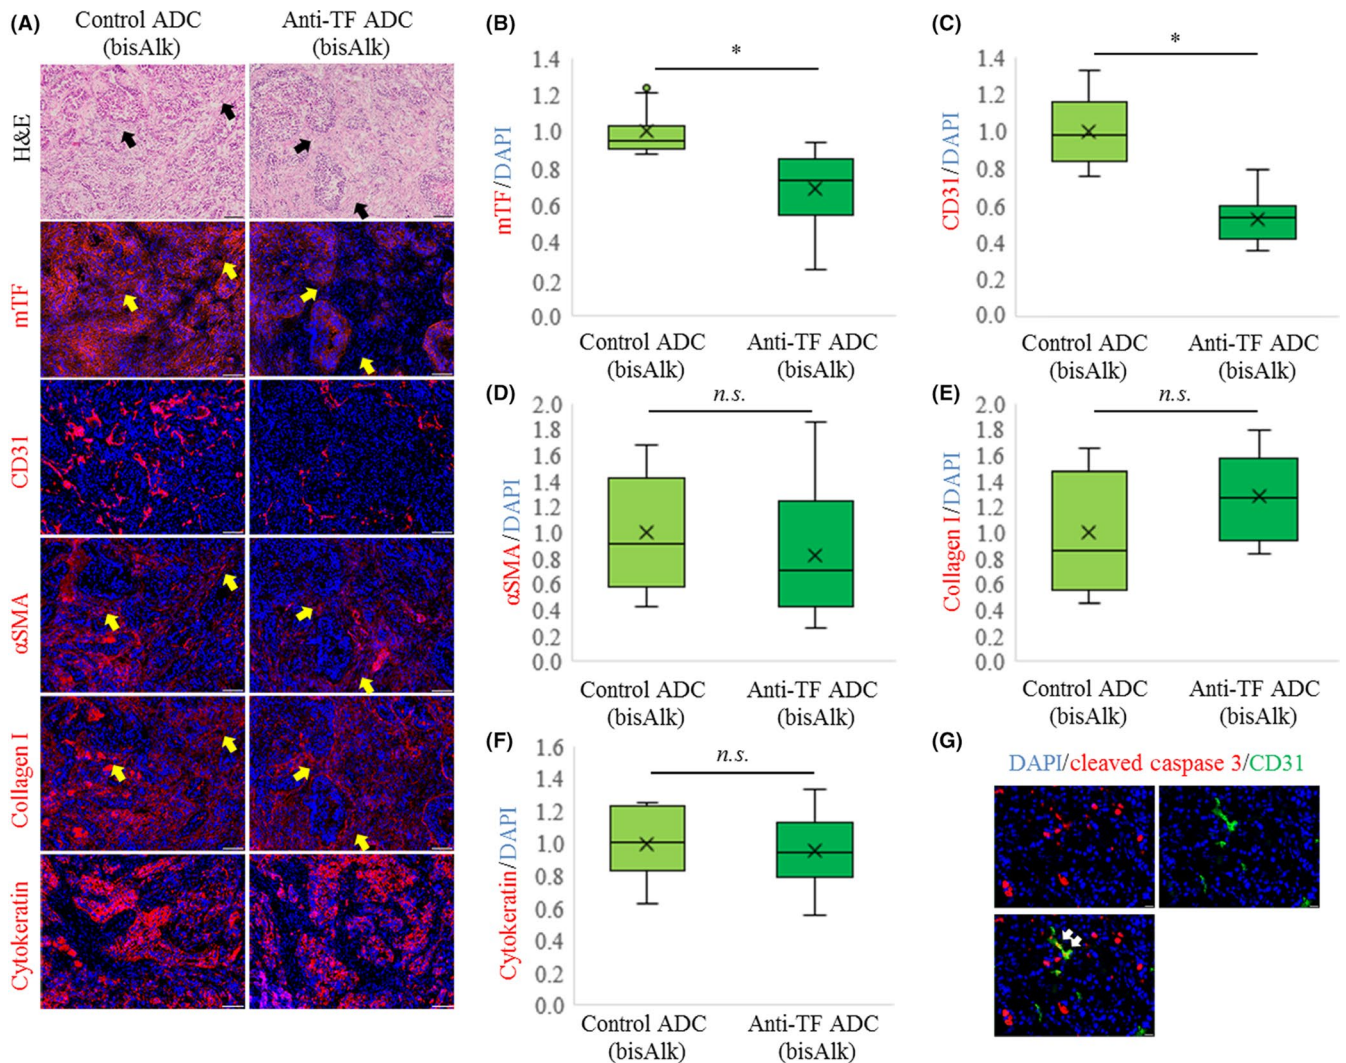 (A)
Control ADC
(bisAlk)
Anti-TF ADC
(bisAlk)
H&E
mTF
CD31
αSMA
Collagen I
Cytokeratin
(B)
mTF/DAPI
1.4
1.2
1.0
0.8
0.6
0.4
0.2
0.0
*
Control ADC
(bisAlk)
Anti-TF ADC
(bisAlk)
(C)
CD31/DAPI
1.4
1.2
1.0
0.8
0.6
0.4
0.2
0.0
*
Control ADC
(bisAlk)
Anti-TF ADC
(bisAlk)
(D)
αSMA/DAPI
2.0
1.8
1.6
1.4
1.2
1.0
0.8
0.6
0.4
0.2
0.0
n.s.
Control ADC
(bisAlk)
Anti-TF ADC
(bisAlk)
(E)
Collagen I/DAPI
2.0
1.8
1.6
1.4
1.2
1.0
0.8
0.6
0.4
0.2
0.0
n.s.
Control ADC
(bisAlk)
Anti-TF ADC
(bisAlk)
(F)
Cytokeratin/DAPI
1.6
1.4
1.2
1.0
0.8
0.6
0.4
0.2
0.0
n.s.
Control ADC
(bisAlk)
Anti-TF ADC
(bisAlk)
(G)
DAPI/cleaved caspase 3/CD31